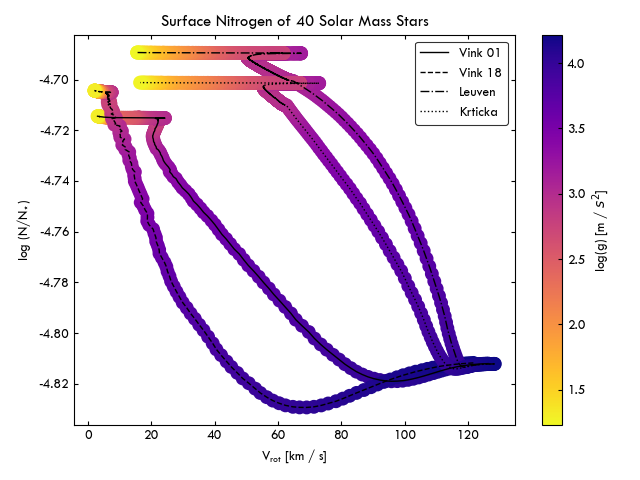 Surface Nitrogen of 40 Solar Mass Stars
Vink 01
Vink 18
Leuven
Krticka
-4.70
-4.72
-4.74
-4.76
-4.78
-4.80
-4.82
log (N/N*)
0
20
40
60
80
100
120
Vrot [km / s]
4.0
3.5
3.0
2.5
2.0
1.5
log(g) [m / s²]